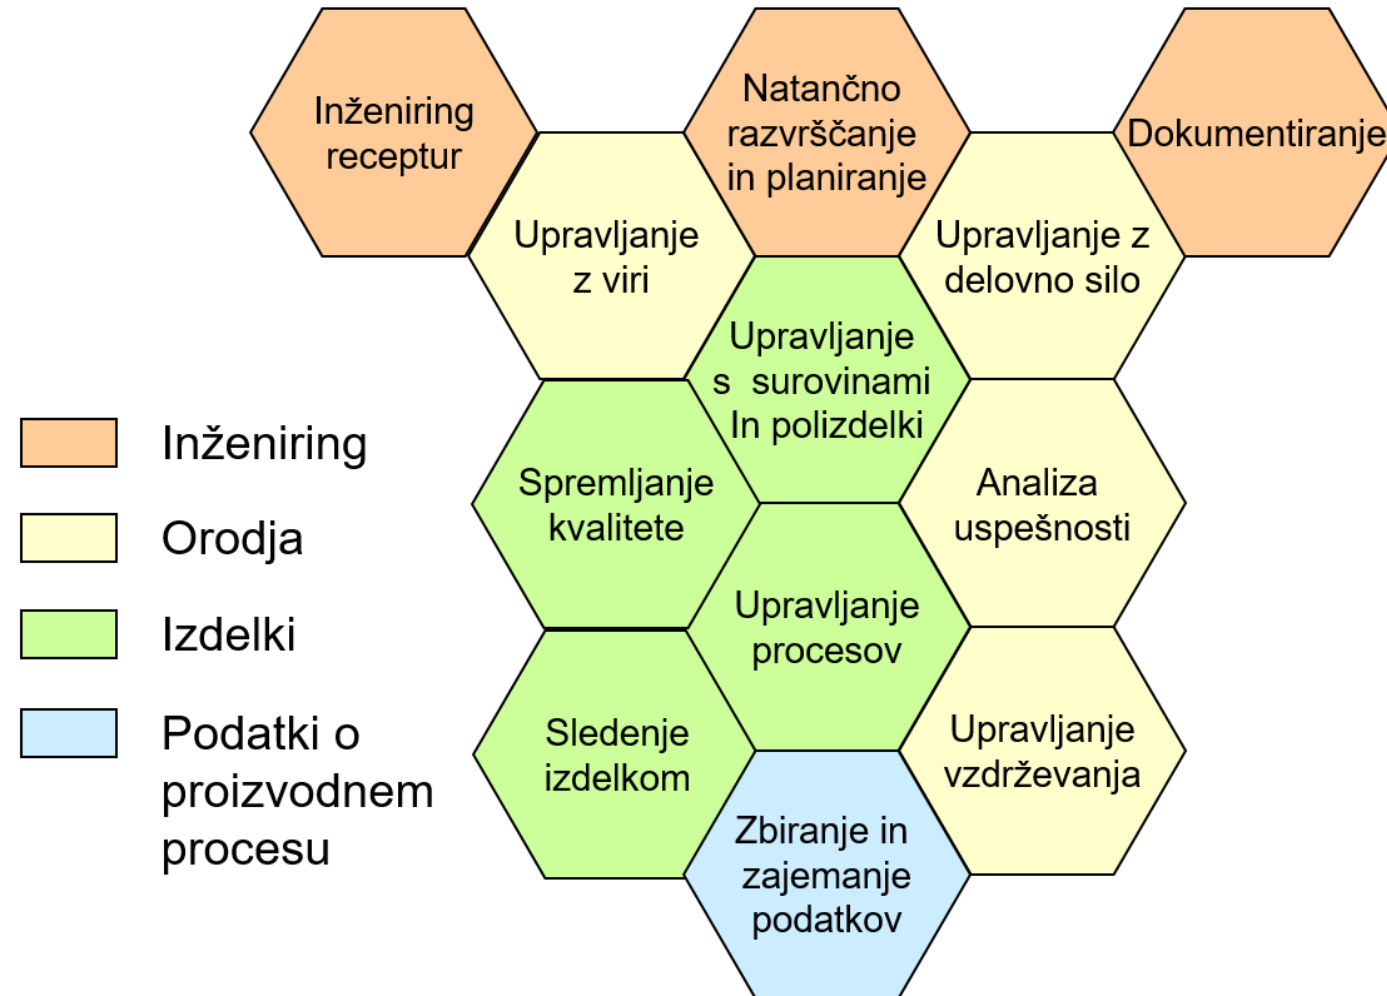 Inženiring
receptur
Natančno
razvrščanje
in planiranje
Dokumentiranje
Upravljanje
z viri
Upravljanje z
delovno silo
Upravljanje
s surovinami
In polizdelki
Spremljanje
kvalitete
Analiza
uspešnosti
Upravljanje
procesov
Sledenje
izdelkom
Upravljanje
vzdrževanja
Zbiranje in
zajemanje
podatkov
Inženiring
Orodja
Izdelki
Podatki o
proizvodnem
procesu